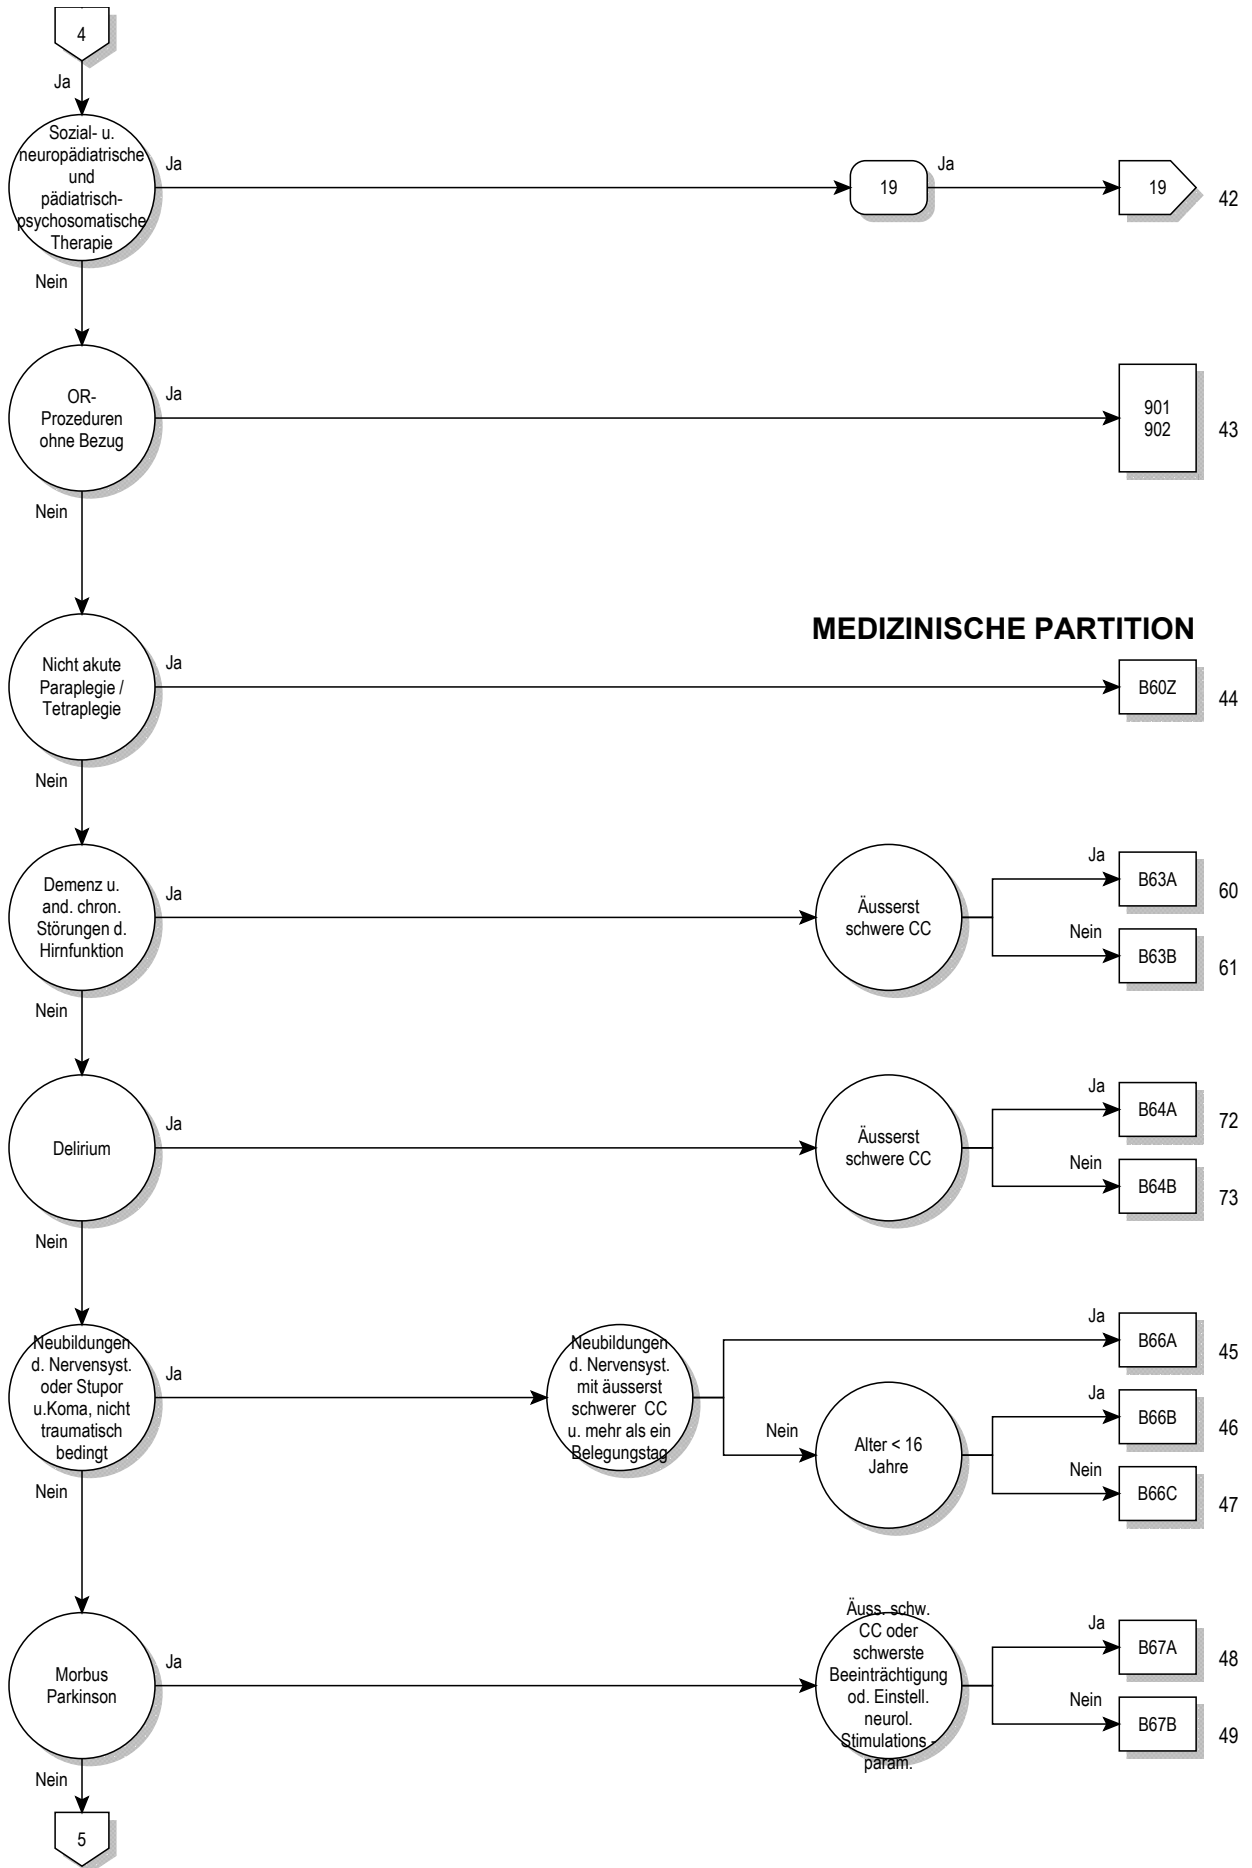 4
Ja
Sozial- u.
neuropädiatrische
und
pädiatrisch-
psychosomatische
Therapie
Ja
19
Ja
19
42
Nein
OR-
Prozeduren
ohne Bezug
Ja
901
902
43
Nein
MEDIZINISCHE PARTITION
Nicht akute
Paraplegie /
Tetraplegie
Ja
B60Z
44
Nein
Demenz u.
and. chron.
Störungen d.
Hirnfunktion
Ja
Äusserst
schwere CC
Ja
B63A
60
Nein
B63B
61
Nein
Delirium
Ja
Äusserst
schwere CC
Ja
B64A
72
Nein
B64B
73
Nein
Neubildungen
d. Nervensyst.
oder Stupor
u.Koma, nicht
traumatisch
bedingt
Ja
Neubildungen
d. Nervensyst.
mit äusserst
schwerer CC
u. mehr als ein
Belegungstag
Ja
B66A
45
Nein
Alter < 16
Jahre
Ja
B66B
46
Nein
B66C
47
Nein
Morbus
Parkinson
Ja
Äuss. schw.
CC oder
schwerste
Beeinträchtigung
od. Einstell.
neurol.
Stimulations -
param.
Ja
B67A
48
Nein
B67B
49
Nein
5